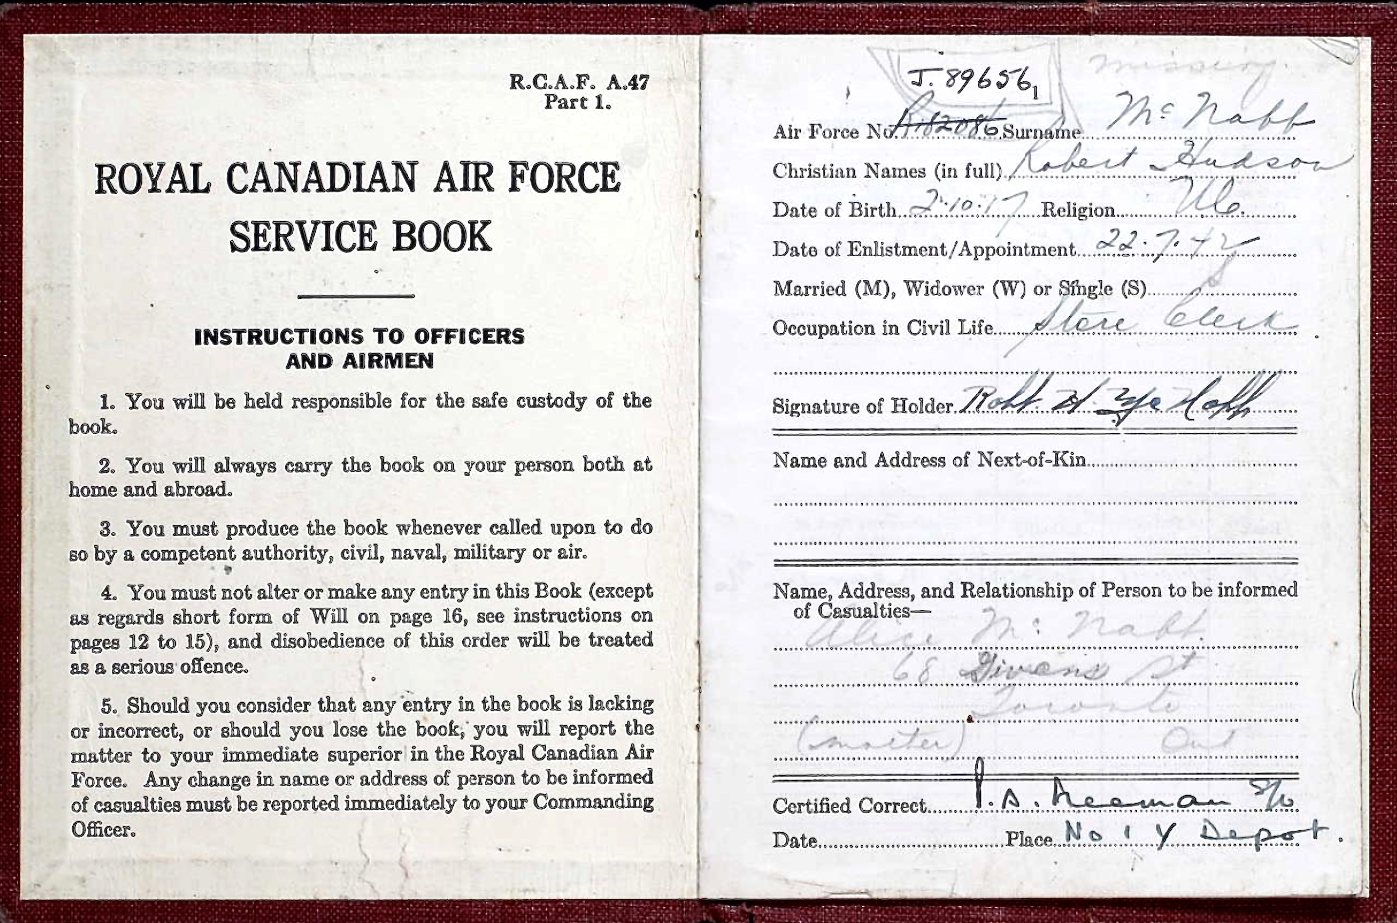 R.C.A.F. A.47
Part 1.
ROYAL CANADIAN AIR FORCE
SERVICE BOOK
INSTRUCTIONS TO OFFICERS
AND AIRMEN
1. You will be held responsible for the safe custody of the
book.
2. You will always carry the book on your person both at
home and abroad.
3. You must produce the book whenever called upon to do
so by a competent authority, civil, naval, military or air.
4. You must not alter or make any entry in this Book (except
as regards short form of Will on page 16, see instructions on
pages 12 to 15), and disobedience of this order will be treated
as a serious offence.
5. Should you consider that any entry in the book is lacking
or incorrect, or should you lose the book, you will report the
matter to your immediate superior in the Royal Canadian Air
Force. Any change in name or address of person to be informed
of casualties must be reported immediately to your Commanding
Officer.
missing.
J.89656
Air Force No. R182086 Surname Mc Nabb
Christian Names (in full) Robert Hudson
Date of Birth 2.10.17 Religion UC.
Date of Enlistment/Appointment 22.7.42
Married (M), Widower (W) or Single (S) S
Occupation in Civil Life Store Clerk
Signature of Holder Robt H. Mc Nabb
Name and Address of Next-of-Kin
Name, Address, and Relationship of Person to be informed
of Casualties—
Alice Mc Nabb.
68 Givens St
Toronto
(mother) Ont
Certified Correct P.S. Neeman S/O
Date Place No 1 Y Depot.